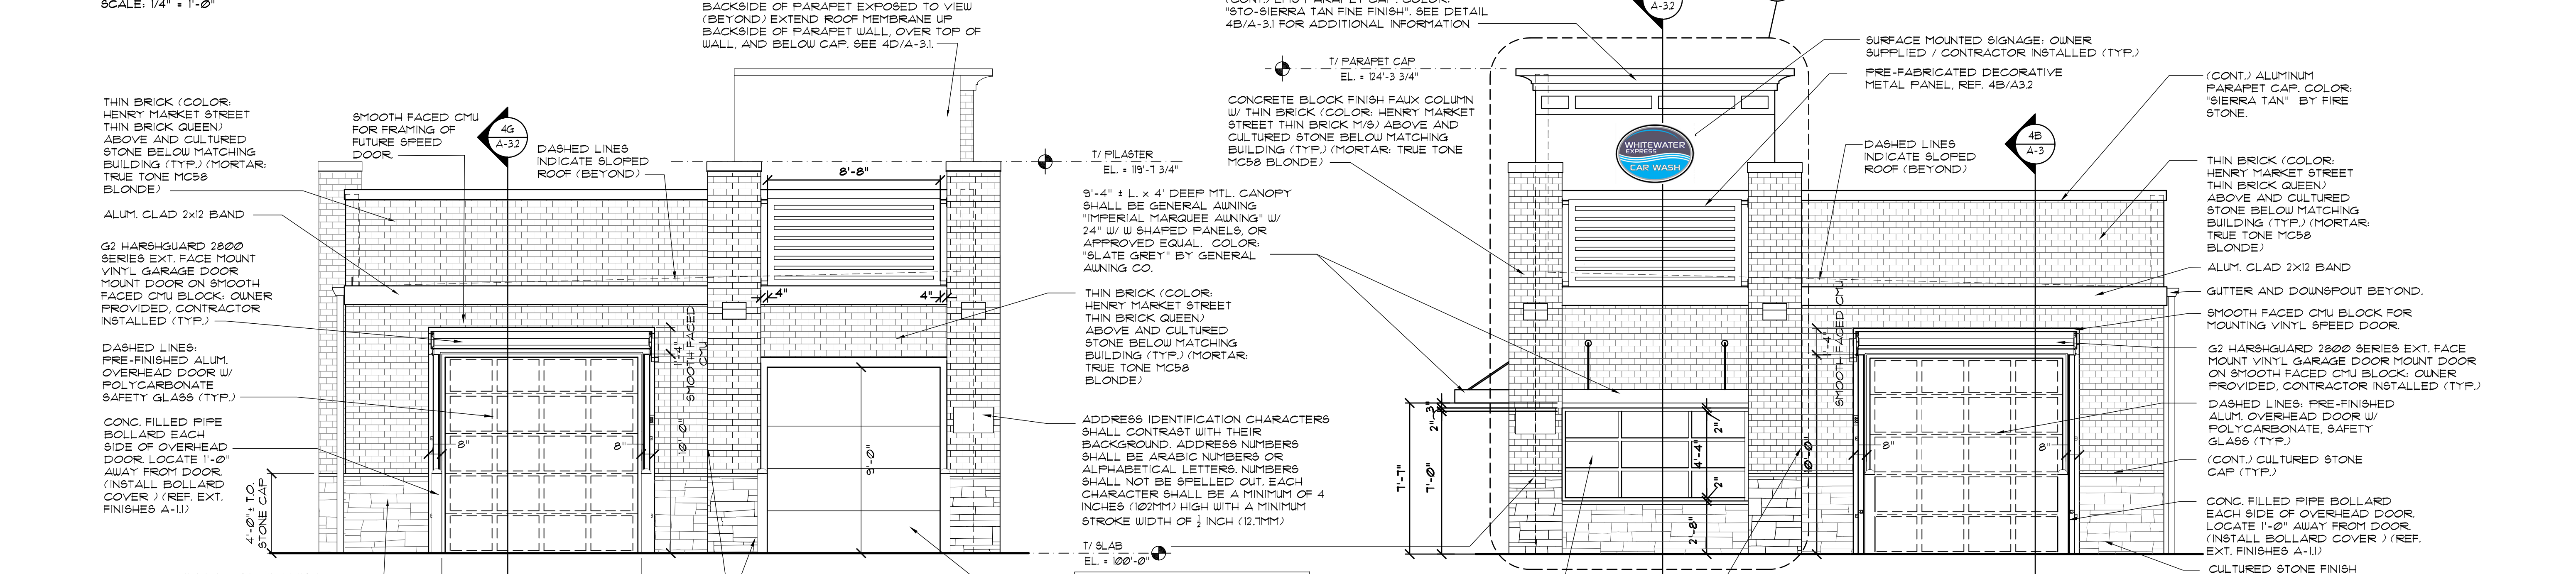 SCALE: 1/4" = 1'-0"
BACKSIDE OF PARAPET EXPOSED TO VIEW
(BEYOND) EXTEND ROOF MEMBRANE UP
BACKSIDE OF PARAPET WALL, OVER TOP OF
WALL, AND BELOW CAP. SEE 4D/A-3.1.
THIN BRICK (COLOR:
HENRY MARKET STREET
THIN BRICK QUEEN)
ABOVE AND CULTURED
STONE BELOW MATCHING
BUILDING (TYP.) (MORTAR:
TRUE TONE MC58
BLONDE)
ALUM. CLAD 2x12 BAND
G2 HARSHGUARD 2800
SERIES EXT. FACE MOUNT
VINYL GARAGE DOOR
MOUNT DOOR ON SMOOTH
FACED CMU BLOCK: OWNER
PROVIDED, CONTRACTOR
INSTALLED (TYP.)
DASHED LINES:
PRE-FINISHED ALUM.
OVERHEAD DOOR W/
POLYCARBONATE
SAFETY GLASS (TYP.)
CONC. FILLED PIPE
BOLLARD EACH
SIDE OF OVERHEAD
DOOR. LOCATE 1'-0"
AWAY FROM DOOR.
(INSTALL BOLLARD
COVER ) (REF. EXT.
FINISHES A-1.1)
4'-0"± T.O.
STONE CAP
SMOOTH FACED CMU
FOR FRAMING OF
FUTURE SPEED
DOOR.
4G
A-3.2
DASHED LINES
INDICATE SLOPED
ROOF (BEYOND)
8"
8"
1'-4"
10'-0"
SMOOTH FACED
CMU
8'-8"
4"
4"
9'-0"
T/ PILASTER
EL. = 119'-7 3/4"
9'-4" ± L. x 4' DEEP MTL. CANOPY
SHALL BE GENERAL AWNING
"IMPERIAL MARQUEE AWNING" W/
24" W/ W SHAPED PANELS, OR
APPROVED EQUAL. COLOR:
"SLATE GREY" BY GENERAL
AWNING CO.
THIN BRICK (COLOR:
HENRY MARKET STREET
THIN BRICK QUEEN)
ABOVE AND CULTURED
STONE BELOW MATCHING
BUILDING (TYP.) (MORTAR:
TRUE TONE MC58
BLONDE)
ADDRESS IDENTIFICATION CHARACTERS
SHALL CONTRAST WITH THEIR
BACKGROUND. ADDRESS NUMBERS
SHALL BE ARABIC NUMBERS OR
ALPHABETICAL LETTERS. NUMBERS
SHALL NOT BE SPELLED OUT. EACH
CHARACTER SHALL BE A MINIMUM OF 4
INCHES (102MM) HIGH WITH A MINIMUM
STROKE WIDTH OF ½ INCH (12.7MM)
T/ SLAB
EL. = 100'-0"
"STO-SIERRA TAN FINE FINISH". SEE DETAIL
4B/A-3.1 FOR ADDITIONAL INFORMATION
T/ PARAPET CAP
EL. = 124'-3 3/4"
CONCRETE BLOCK FINISH FAUX COLUMN
W/ THIN BRICK (COLOR: HENRY MARKET
STREET THIN BRICK M/S) ABOVE AND
CULTURED STONE BELOW MATCHING
BUILDING (TYP.) (MORTAR: TRUE TONE
MC58 BLONDE)
A-3.2
WHITEWATER
EXPRESS
CAR WASH
7'-7"
7'-0"
2"
3"
2"
4'-4"
2"
2'-8"
1'-4"
10'-0"
SMOOTH FACED CMU
8"
8"
SURFACE MOUNTED SIGNAGE: OWNER
SUPPLIED / CONTRACTOR INSTALLED (TYP.)
PRE-FABRICATED DECORATIVE
METAL PANEL, REF. 4B/A3.2
DASHED LINES
INDICATE SLOPED
ROOF (BEYOND)
4B
A-3
(CONT.) ALUMINUM
PARAPET CAP. COLOR:
"SIERRA TAN" BY FIRE
STONE.
THIN BRICK (COLOR:
HENRY MARKET STREET
THIN BRICK QUEEN)
ABOVE AND CULTURED
STONE BELOW MATCHING
BUILDING (TYP.) (MORTAR:
TRUE TONE MC58
BLONDE)
ALUM. CLAD 2X12 BAND
GUTTER AND DOWNSPOUT BEYOND.
SMOOTH FACED CMU BLOCK FOR
MOUNTING VINYL SPEED DOOR.
G2 HARSHGUARD 2800 SERIES EXT. FACE
MOUNT VINYL GARAGE DOOR MOUNT DOOR
ON SMOOTH FACED CMU BLOCK: OWNER
PROVIDED, CONTRACTOR INSTALLED (TYP.)
DASHED LINES: PRE-FINISHED
ALUM. OVERHEAD DOOR W/
POLYCARBONATE, SAFETY
GLASS (TYP.)
(CONT.) CULTURED STONE
CAP (TYP.)
CONC. FILLED PIPE BOLLARD
EACH SIDE OF OVERHEAD DOOR.
LOCATE 1'-0" AWAY FROM DOOR.
(INSTALL BOLLARD COVER ) (REF.
EXT. FINISHES A-1.1)
CULTURED STONE FINISH